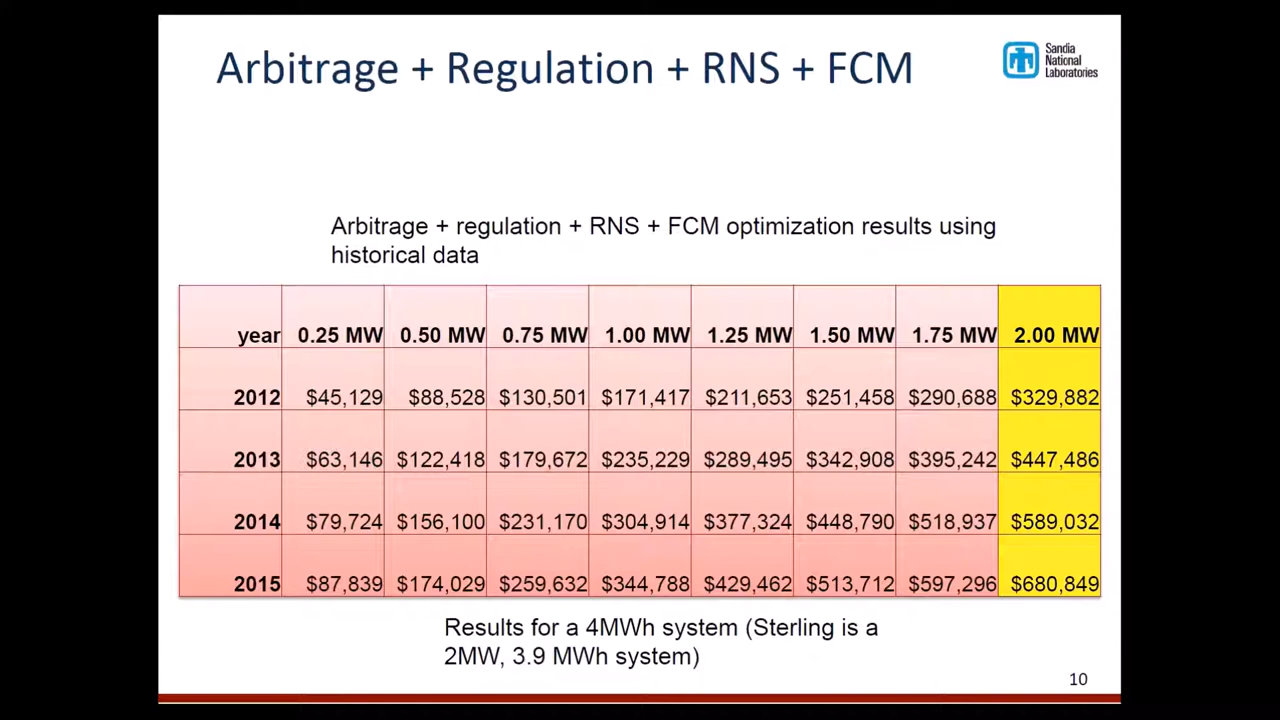 Arbitrage + Regulation + RNS + FCM
Sandia
National
Laboratories
Arbitrage + regulation + RNS + FCM optimization results using
historical data
year 0.25 MW 0.50 MW 0.75 MW 1.00 MW 1.25 MW 1.50 MW 1.75 MW 2.00 MW
2012 $45,129 $88,528 $130,501 $171,417 $211,653 $251,458 $290,688 $329,882
2013 $63,146 $122,418 $179,672 $235,229 $289,495 $342,908 $395,242 $447,486
2014 $79,724 $156,100 $231,170 $304,914 $377,324 $448,790 $518,937 $589,032
2015 $87,839 $174,029 $259,632 $344,788 $429,462 $513,712 $597,296 $680,849
Results for a 4MWh system (Sterling is a
2MW, 3.9 MWh system)
10